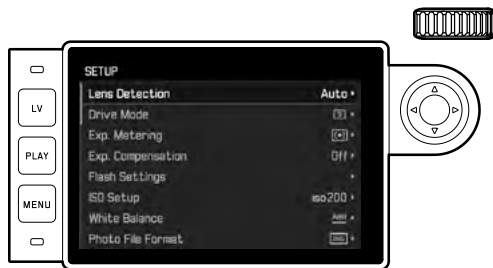 SETUP
Lens Detection Auto
Drive Mode
Exp. Metering
Exp. Compensation Off
Flash Settings
ISO Setup ISO200
White Balance
Photo File Format DNG
LV
PLAY
MENU